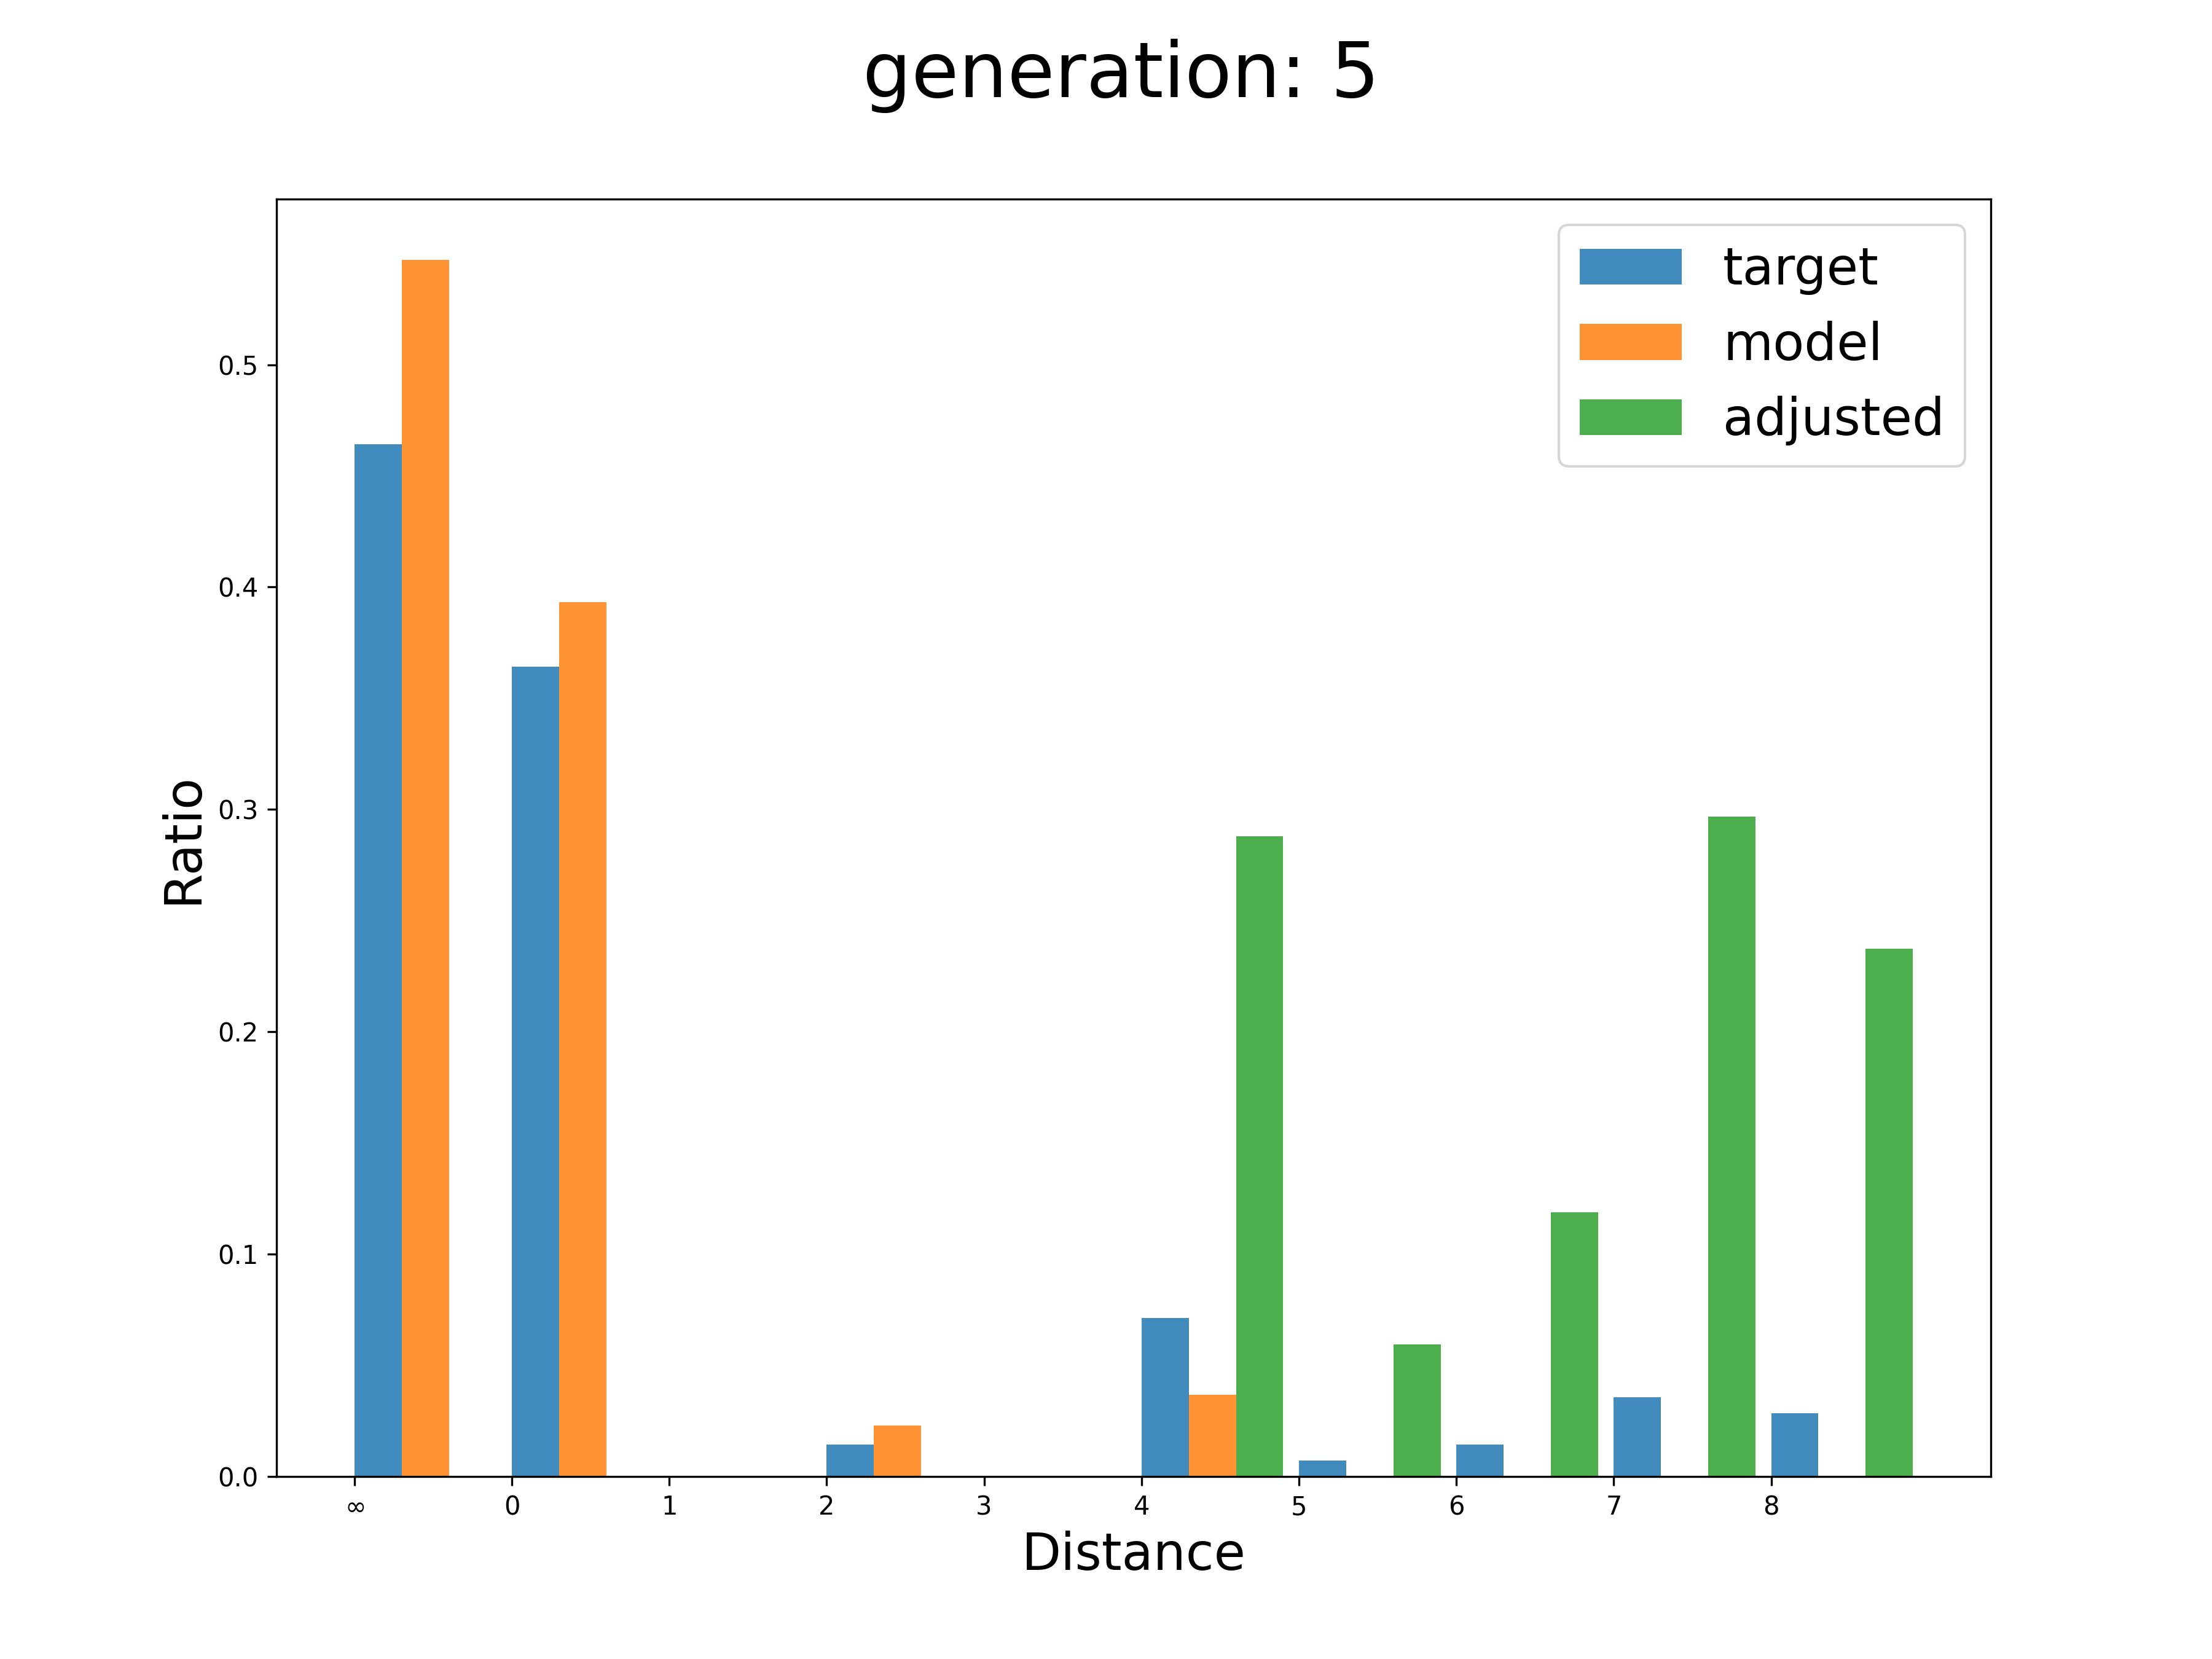 generation: 5
target
model
adjusted
0.5
0.4
0.3
0.2
0.1
0.0
Ratio
∞ 0 1 2 3 4 5 6 7 8
Distance